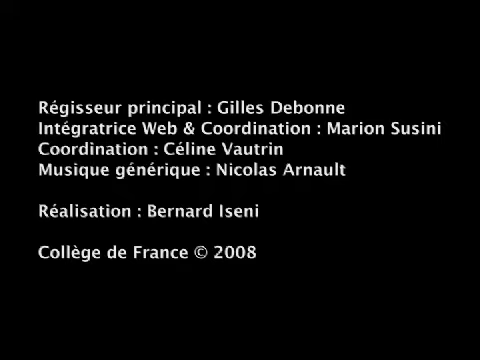 Régisseur principal : Gilles Debonne
Intégratrice Web & Coordination : Marion Susini
Coordination : Céline Vautrin
Musique générique : Nicolas Arnault
Réalisation : Bernard Iseni
Collège de France © 2008